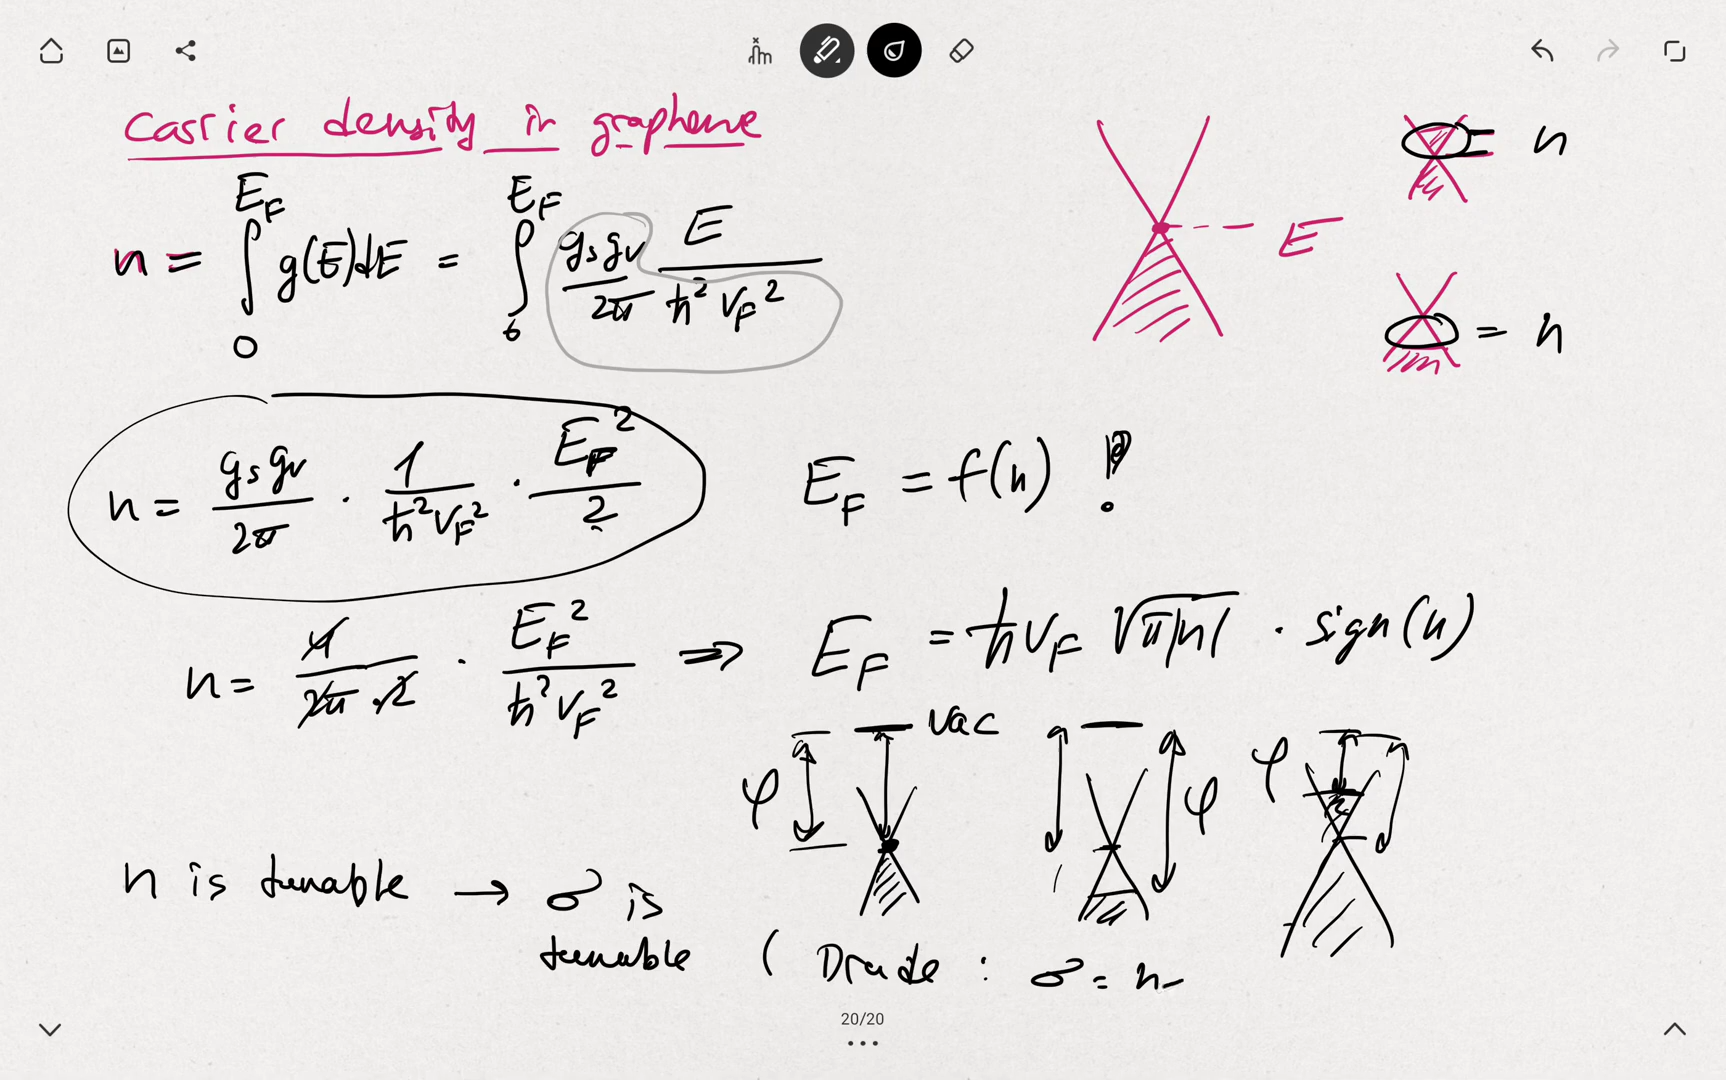 Carrier density in graphene
n = ∫₀^{E_F} g(E)dE = ∫₀^{E_F} (g_s g_v / 2π) (E / ħ² v_F²)
E
= n
= n
n = (g_s g_v / 2π) · (1 / ħ² v_F²) · (E_F² / 2)
E_F = f(n) !
n = (4 / 2π · 2) · (E_F² / ħ² v_F²) ⇒ E_F = ħ v_F √(π|n|) · sign(n)
vac
φ φ φ
n is tunable → σ is
tunable ( Drude : σ = n
20/20